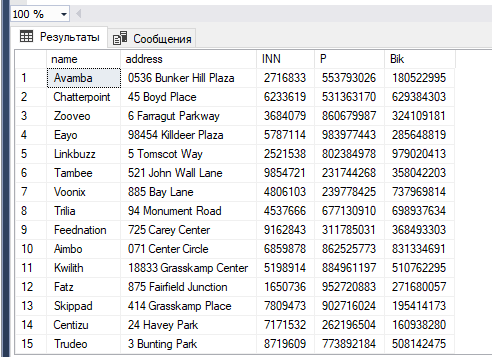 100 %
Результаты Сообщения
name address INN P Bik
1 Avamba 0536 Bunker Hill Plaza 2716833 553793026 180522995
2 Chatterpoint 45 Boyd Place 6233619 531363170 629384303
3 Zooveo 6 Farragut Parkway 3684079 860679987 324109181
4 Eayo 98454 Killdeer Plaza 5787114 983977443 285648819
5 Linkbuzz 5 Tomscot Way 2521538 802384978 979020413
6 Tambee 521 John Wall Lane 9854721 231744268 358042203
7 Voonix 885 Bay Lane 4806103 239778425 737969814
8 Trilia 94 Monument Road 4537666 677130910 698937634
9 Feednation 725 Carey Center 9162843 311785031 368493303
10 Aimbo 071 Center Circle 6859878 862525773 831334691
11 Kwilith 18833 Grasskamp Center 5198914 884961197 510762295
12 Fatz 875 Fairfield Junction 1650736 952720883 271680057
13 Skippad 414 Grasskamp Place 7809473 902716024 195414173
14 Centizu 24 Havey Park 7171532 262196504 160938280
15 Trudeo 3 Bunting Park 8719609 773892184 508142475